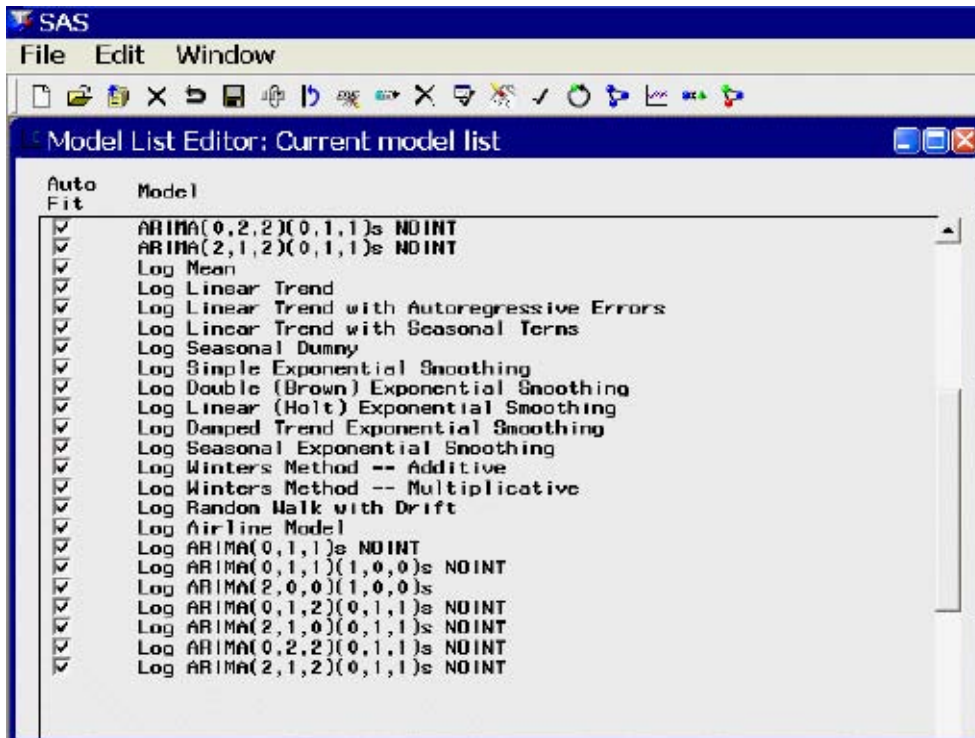 SAS
File Edit Window
Model List Editor: Current model list
Auto Fit
Model
ARIMA(0,2,2)(0,1,1)s NOINT
ARIMA(2,1,2)(0,1,1)s NOINT
Log Mean
Log Linear Trend
Log Linear Trend with Autoregressive Errors
Log Linear Trend with Seasonal Terms
Log Seasonal Dummy
Log Simple Exponential Smoothing
Log Double (Brown) Exponential Smoothing
Log Linear (Holt) Exponential Smoothing
Log Damped Trend Exponential Smoothing
Log Seasonal Exponential Smoothing
Log Winters Method -- Additive
Log Winters Method -- Multiplicative
Log Random Walk with Drift
Log Airline Model
Log ARIMA(0,1,1)s NOINT
Log ARIMA(0,1,1)(1,0,0)s NOINT
Log ARIMA(2,0,0)(1,0,0)s
Log ARIMA(0,1,2)(0,1,1)s NOINT
Log ARIMA(2,1,0)(0,1,1)s NOINT
Log ARIMA(0,2,2)(0,1,1)s NOINT
Log ARIMA(2,1,2)(0,1,1)s NOINT